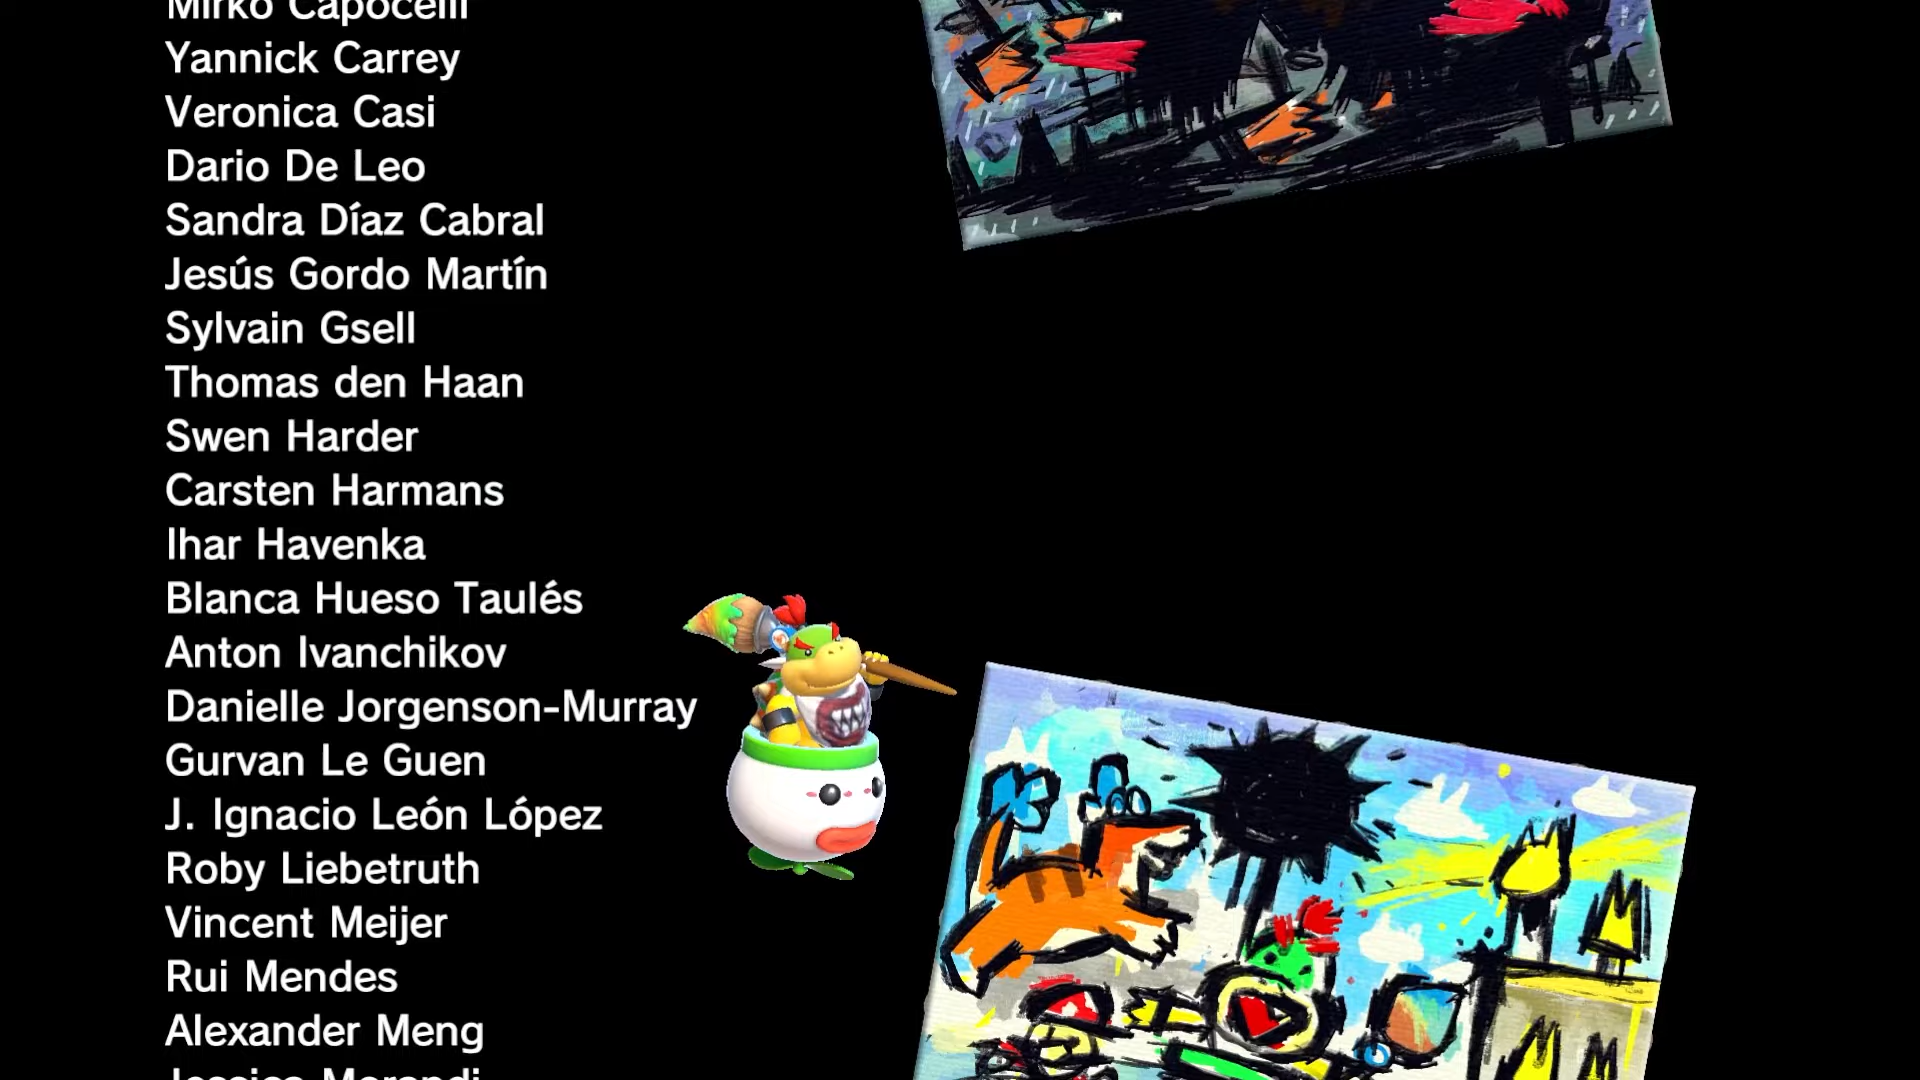 Mirko Capocelli
Yannick Carrey
Veronica Casi
Dario De Leo
Sandra Díaz Cabral
Jesús Gordo Martín
Sylvain Gsell
Thomas den Haan
Swen Harder
Carsten Harmans
Ihar Havenka
Blanca Hueso Taulés
Anton Ivanchikov
Danielle Jorgenson-Murray
Gurvan Le Guen
J. Ignacio León López
Roby Liebetruth
Vincent Meijer
Rui Mendes
Alexander Meng